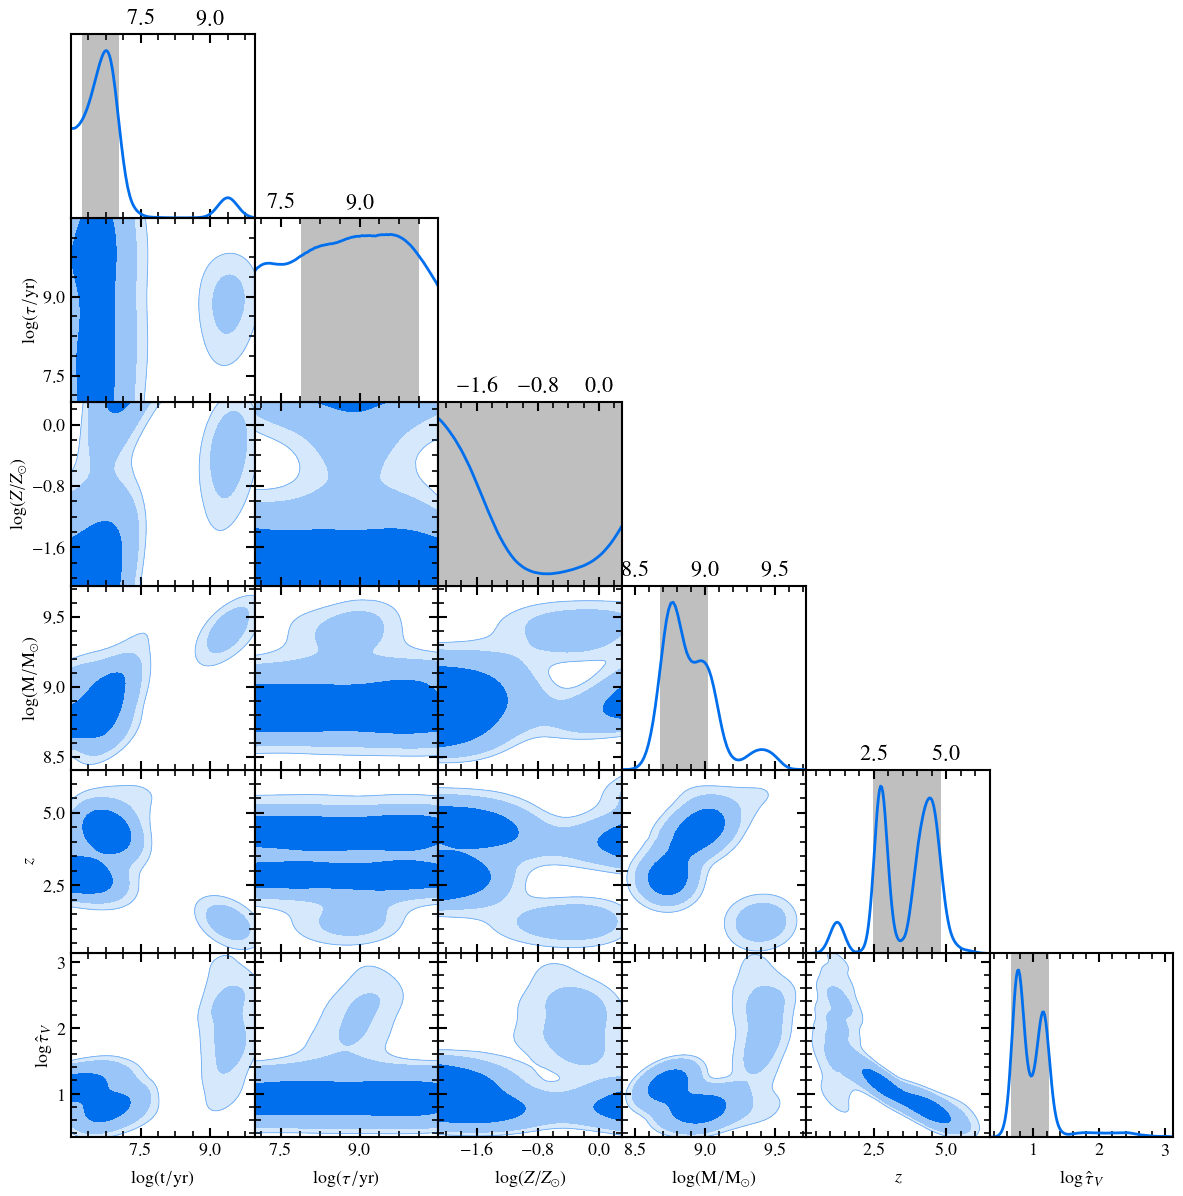 7.5 9.0
7.5 9.0
log(τ/yr)
9.0
7.5
−1.6 −0.8 0.0
log(Z/Z⊙)
0.0
−0.8
−1.6
8.5 9.0 9.5
log(M/M⊙)
9.5
9.0
8.5
2.5 5.0
z
5.0
2.5
log τ̂V
3
2
1
7.5 9.0 7.5 9.0 −1.6 −0.8 0.0 8.5 9.0 9.5 2.5 5.0 1 2 3
log(t/yr) log(τ/yr) log(Z/Z⊙) log(M/M⊙) z log τ̂V